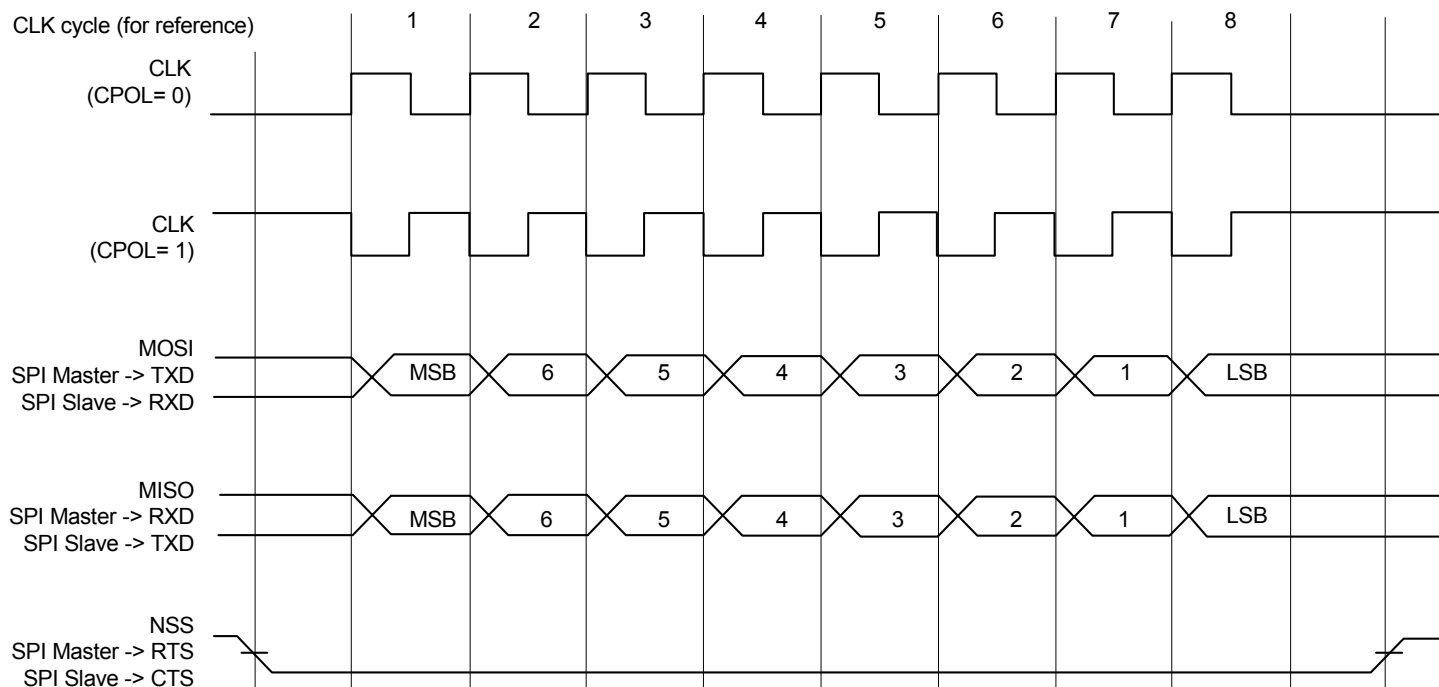 CLK cycle (for reference) 1 2 3 4 5 6 7 8
CLK
(CPOL= 0)
CLK
(CPOL= 1)
MOSI
SPI Master -> TXD
SPI Slave -> RXD
MSB 6 5 4 3 2 1 LSB
MISO
SPI Master -> RXD
SPI Slave -> TXD
MSB 6 5 4 3 2 1 LSB
NSS
SPI Master -> RTS
SPI Slave -> CTS